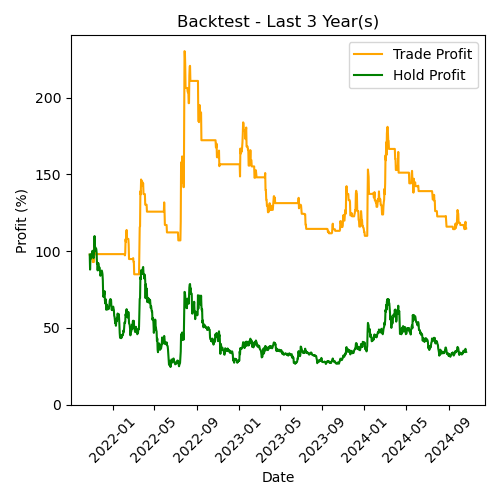 Backtest - Last 3 Year(s)
Trade Profit
Hold Profit
Profit (%)
200
150
100
50
0
2022-01
2022-05
2022-09
2023-01
2023-05
2023-09
2024-01
2024-05
2024-09
Date